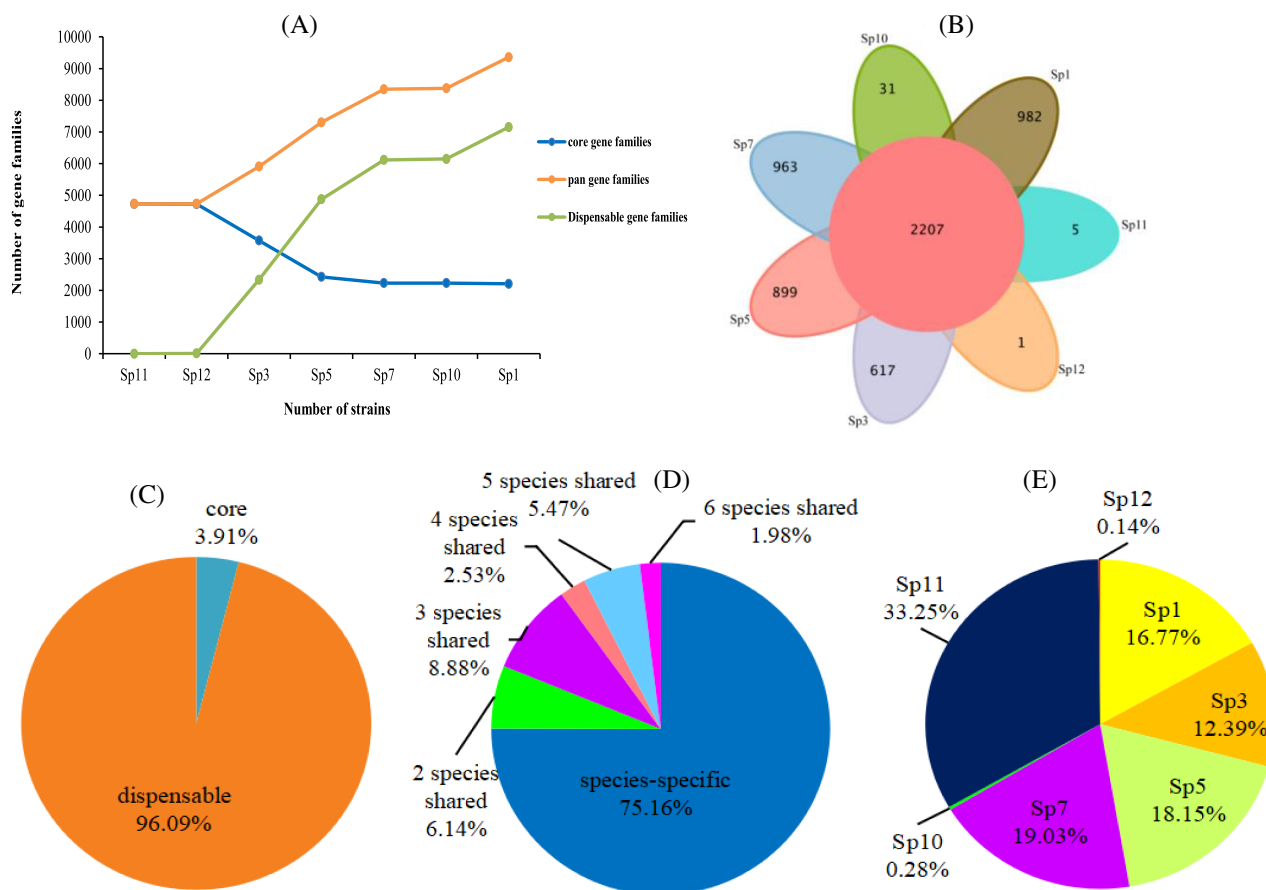 (A)
10000
9000
8000
7000
6000
5000
4000
3000
2000
1000
0
Number of gene families
Sp11 Sp12 Sp3 Sp5 Sp7 Sp10 Sp1
Number of strains
core gene families
pan gene families
Dispensable gene families
(B)
Sp10
31
Sp1
982
Sp7
963
2207
Sp11
5
899
Sp5
1
Sp12
617
Sp3
(C)
core
3.91%
dispensable
96.09%
(D)
5 species shared
5.47%
6 species shared
1.98%
4 species
shared
2.53%
3 species
shared
8.88%
2 species
shared
6.14%
species-specific
75.16%
(E)
Sp12
0.14%
Sp11
33.25%
Sp1
16.77%
Sp3
12.39%
Sp5
18.15%
Sp7
19.03%
Sp10
0.28%